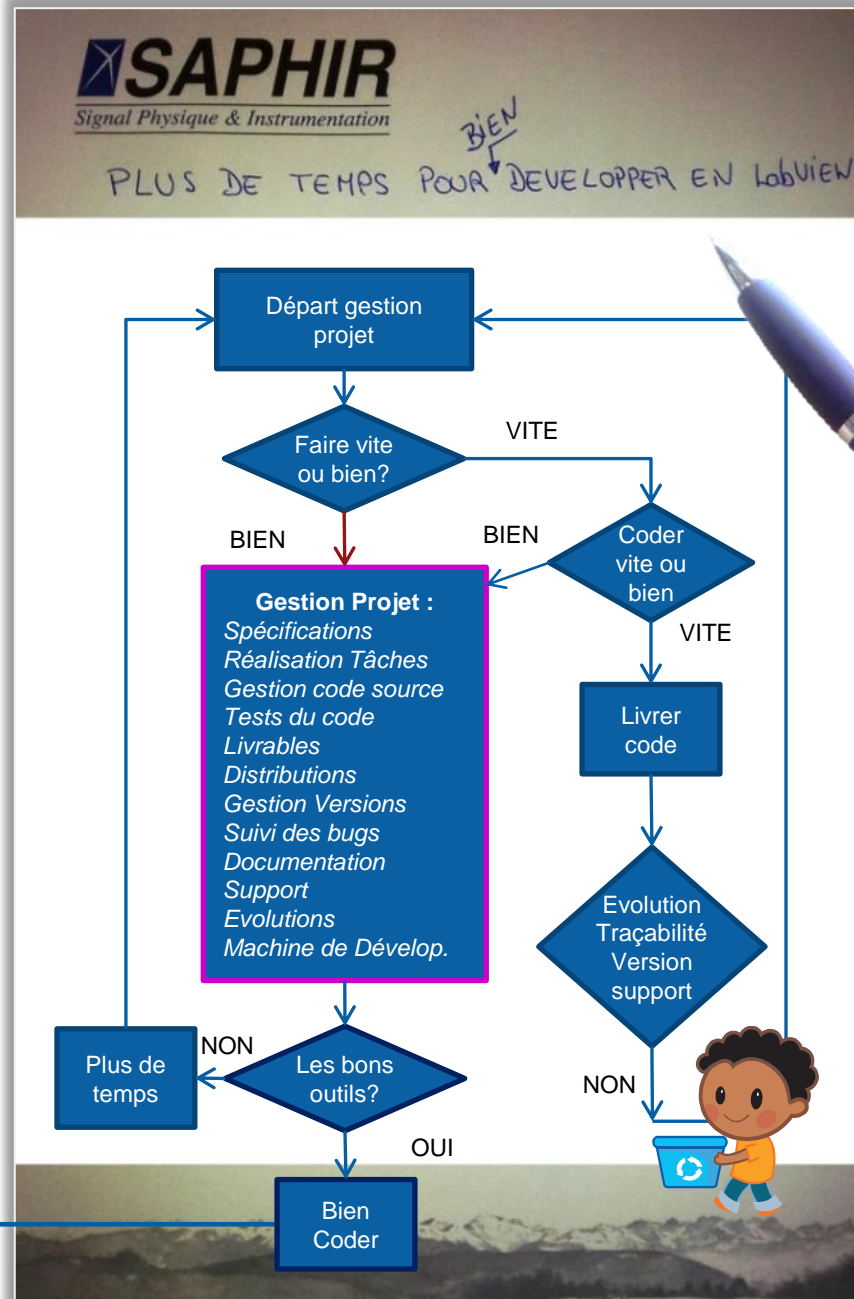 SAPHIR
Signal Physique & Instrumentation
BIEN
PLUS DE TEMPS POUR DEVELOPPER EN LabVIEW
Départ gestion
projet
Faire vite
ou bien?
VITE
BIEN
BIEN
Coder
vite ou
bien
VITE
Gestion Projet :
Spécifications
Réalisation Tâches
Gestion code source
Tests du code
Livrables
Distributions
Gestion Versions
Suivi des bugs
Documentation
Support
Evolutions
Machine de Dévelop.
Livrer
code
Evolution
Traçabilité
Version
support
NON
Plus de
temps
NON
Les bons
outils?
OUI
Bien
Coder